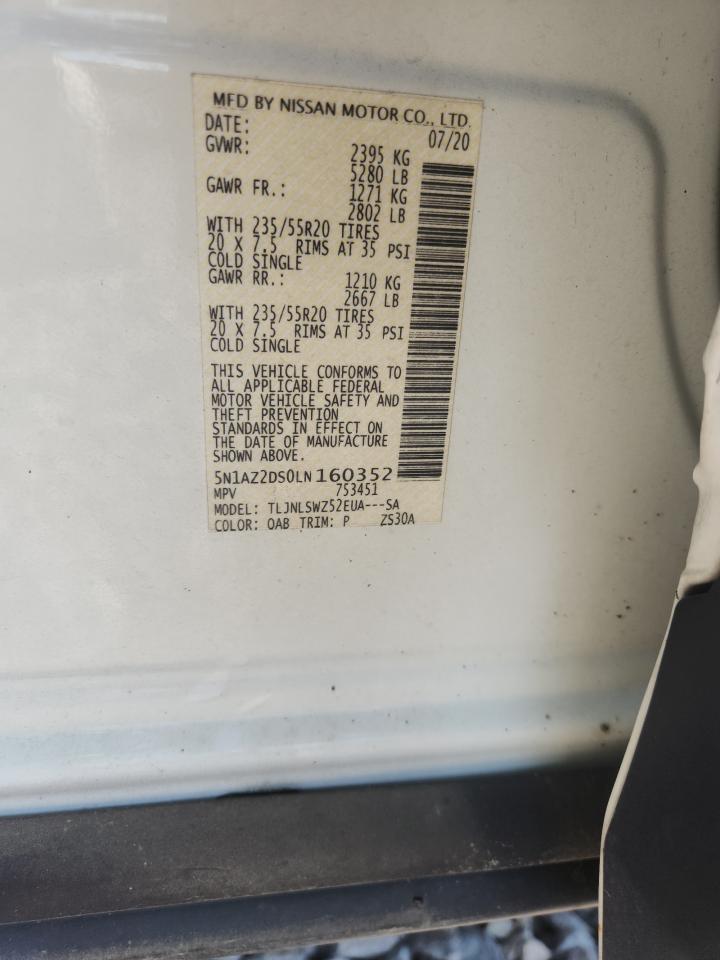 MFD BY NISSAN MOTOR CO., LTD.
DATE: 07/20
GVWR: 2395 KG
5280 LB
GAWR FR.: 1271 KG
2802 LB
WITH 235/55R20 TIRES
20 X 7.5 RIMS AT 35 PSI
COLD SINGLE
GAWR RR.: 1210 KG
2667 LB
WITH 235/55R20 TIRES
20 X 7.5 RIMS AT 35 PSI
COLD SINGLE
THIS VEHICLE CONFORMS TO
ALL APPLICABLE FEDERAL
MOTOR VEHICLE SAFETY AND
THEFT PREVENTION
STANDARDS IN EFFECT ON
THE DATE OF MANUFACTURE
SHOWN ABOVE.
5N1AZ2DS0LN160352
MPV 753451
MODEL: TLJNLSWZ52EUA---SA
COLOR: QAB TRIM: P ZS30A